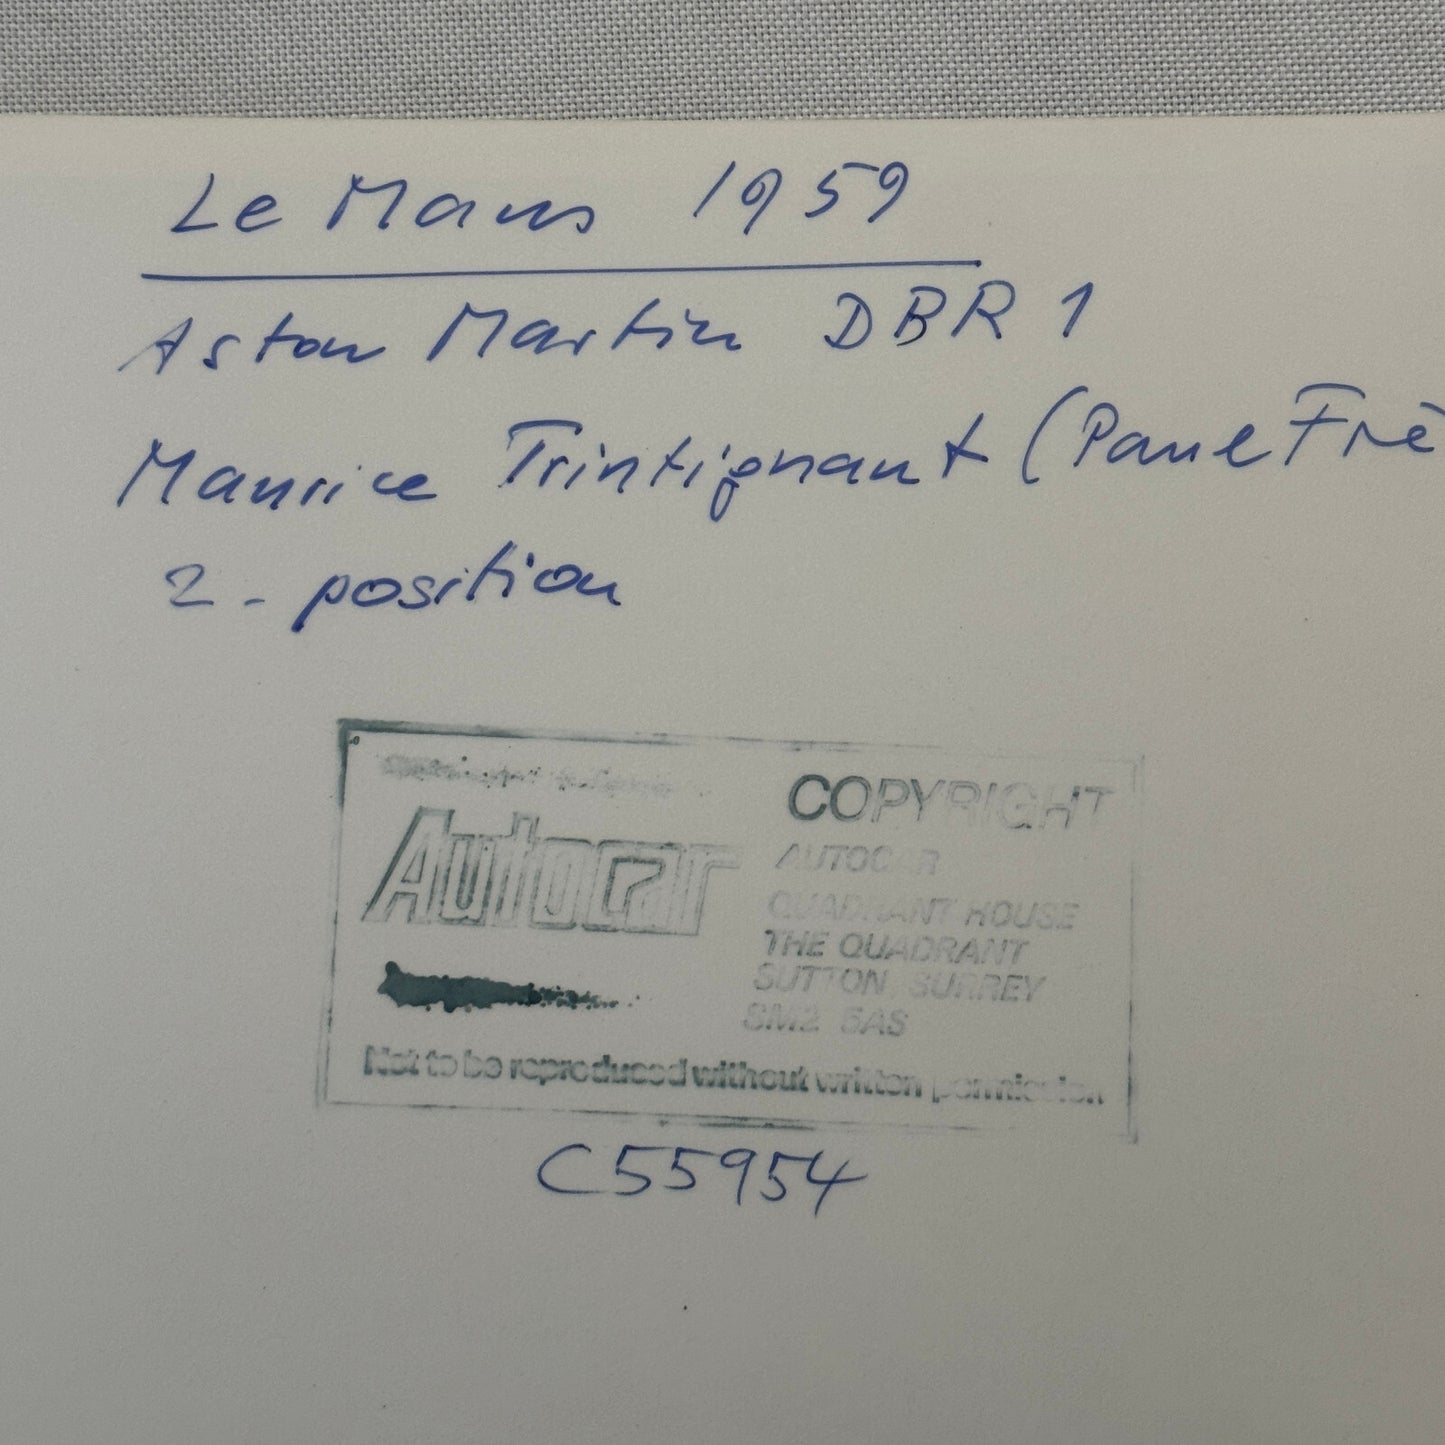 Le Mans 1959
Aston Martin DBR 1
Maurice Trintignant (Paul Frè
2 - position
Autocar
COPYRIGHT
AUTOCAR
QUADRANT HOUSE
THE QUADRANT
SUTTON, SURREY
SM2 5AS
Not to be reproduced without written permission.
C55954